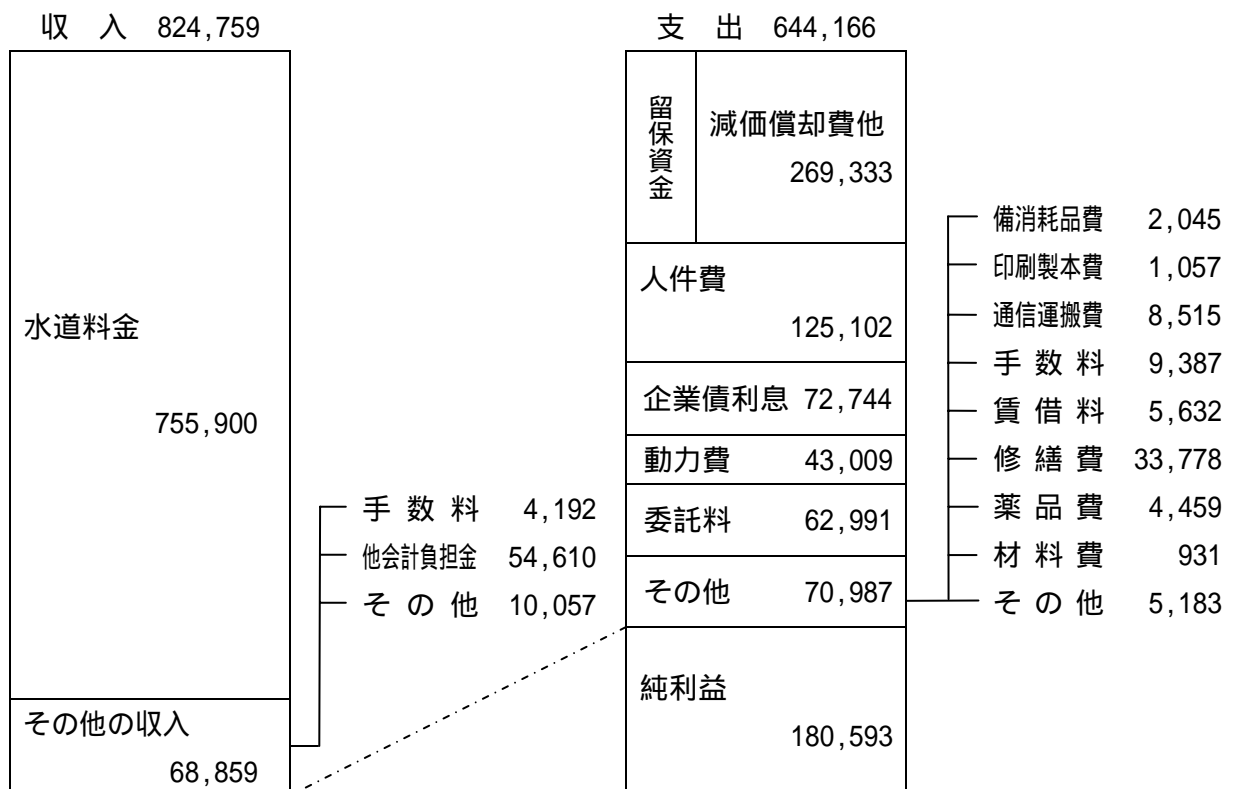 収入 824,759
水道料金
755,900
その他の収入
68,859
手数料 4,192
他会計負担金 54,610
その他 10,057
支出 644,166
留保資金
減価償却費他
269,333
人件費
125,102
企業債利息 72,744
動力費 43,009
委託料 62,991
その他 70,987
純利益
180,593
備消耗品費 2,045
印刷製本費 1,057
通信運搬費 8,515
手数料 9,387
賃借料 5,632
修繕費 33,778
薬品費 4,459
材料費 931
その他 5,183